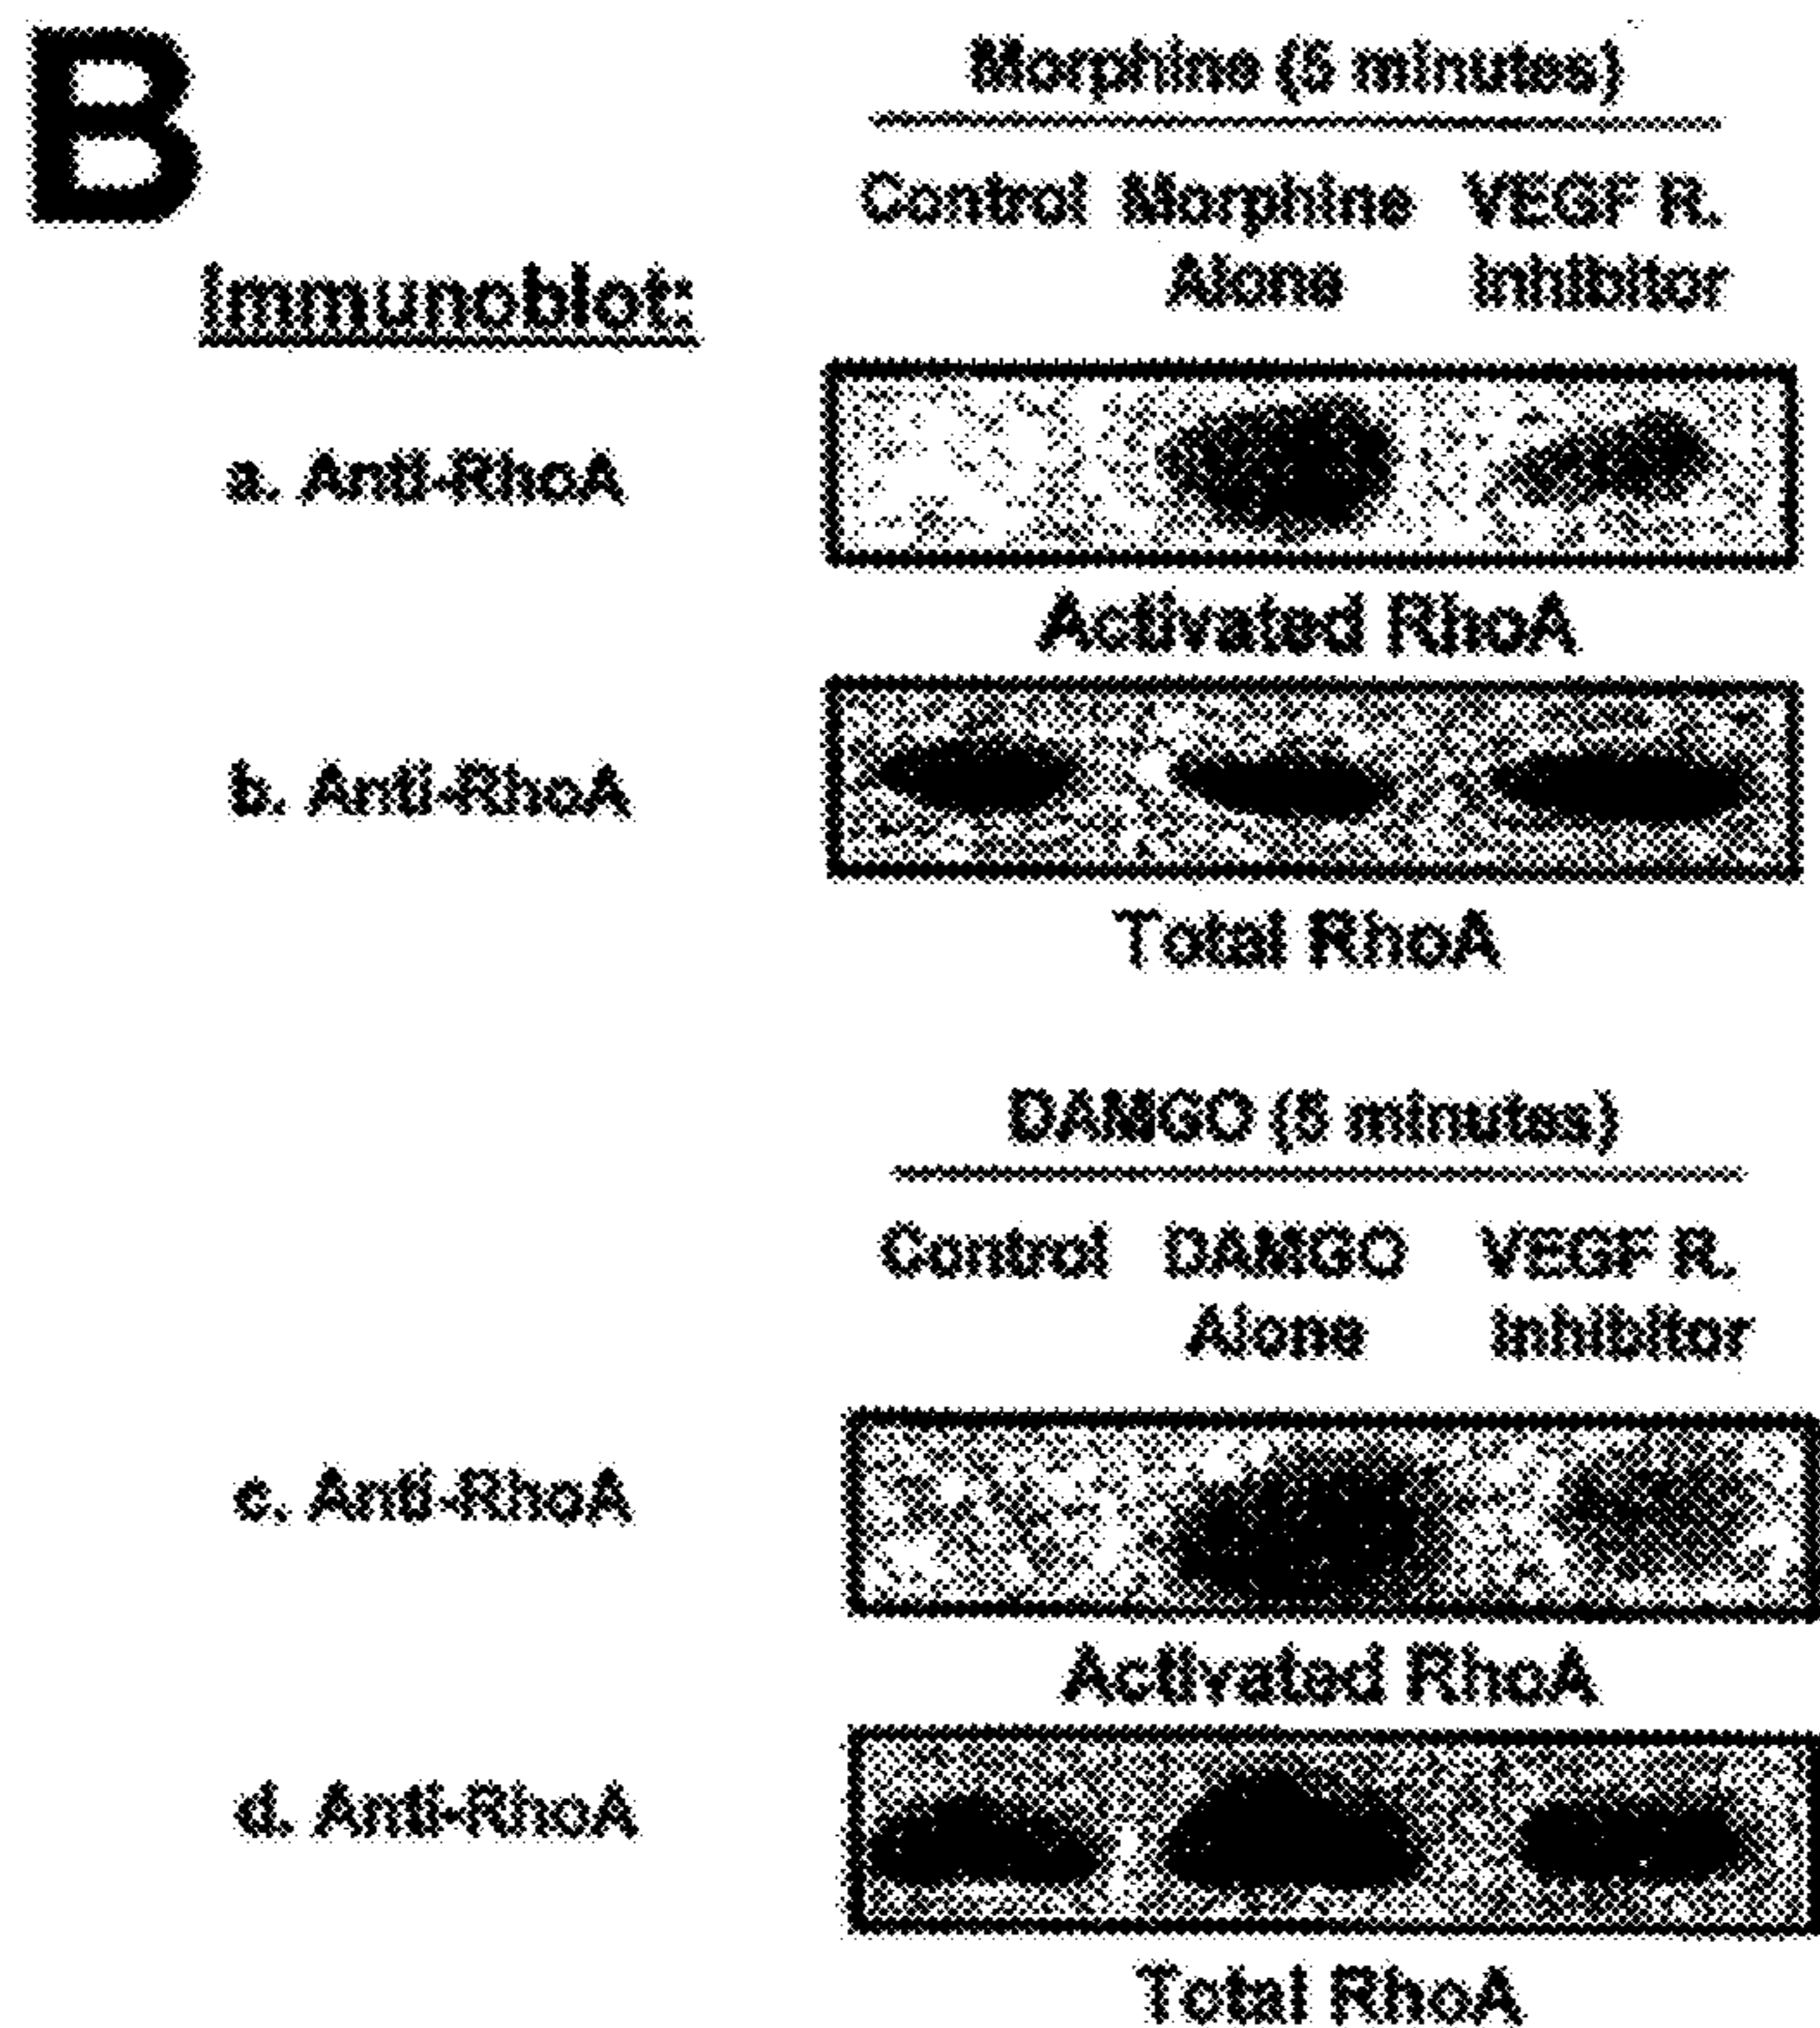 B
Morphine (5 minutes)
Control Morphine Alone VEGF R. Inhibitor
Immunoblot:
a. Anti-RhoA
Activated RhoA
b. Anti-RhoA
Total RhoA
DAMGO (5 minutes)
Control DAMGO Alone VEGF R. Inhibitor
c. Anti-RhoA
Activated RhoA
d. Anti-RhoA
Total RhoA